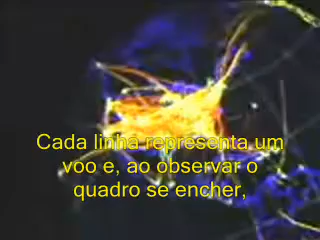 Cada linha representa um
voo e, ao observar o
quadro se encher,